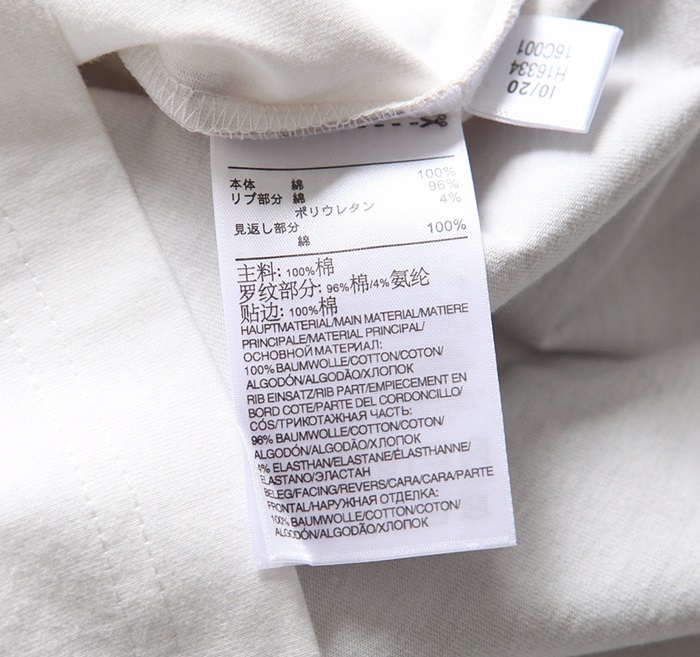 10/20
H16334
16C001
100%
本体 綿 96%
リブ部分 綿 4%
ポリウレタン
見返し部分 100%
綿
主料: 100%棉
罗纹部分: 96%棉/4%氨纶
贴边: 100%棉
HAUPTMATERIAL/MAIN MATERIAL/MATIERE
PRINCIPALE/MATERIAL PRINCIPAL/
ОСНОВНОЙ МАТЕРИАЛ:
100% BAUMWOLLE/COTTON/COTON/
ALGODÓN/ALGODÃO/ХЛОПОК
RIB EINSATZ/RIB PART/EMPIECEMENT EN
BORD COTE/PARTE DEL CORDONCILLO/
CÓS/ТРИКОТАЖНАЯ ЧАСТЬ:
96% BAUMWOLLE/COTTON/COTON/
ALGODÓN/ALGODÃO/ХЛОПОК
4% ELASTHAN/ELASTANE/ÉLASTHANNE/
ELASTANO/ЭЛАСТАН
BELEG/FACING/REVERS/CARA/CARA/PARTE
FRONTAL/НАРУЖНАЯ ОТДЕЛКА:
100% BAUMWOLLE/COTTON/COTON/
ALGODÓN/ALGODÃO/ХЛОПОК